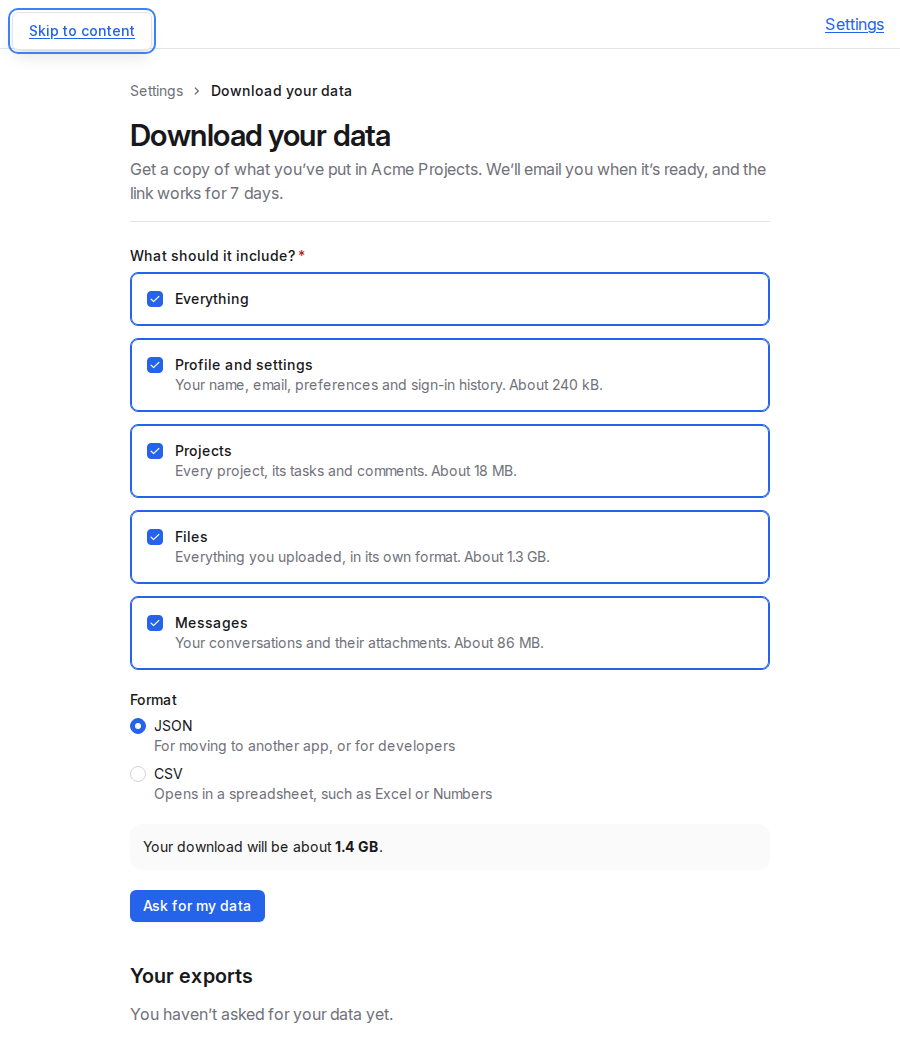 Skip to content
Settings
Settings > Download your data
Download your data
Get a copy of what you’ve put in Acme Projects. We’ll email you when it’s ready, and the
link works for 7 days.
What should it include? *
Everything
Profile and settings
Your name, email, preferences and sign-in history. About 240 kB.
Projects
Every project, its tasks and comments. About 18 MB.
Files
Everything you uploaded, in its own format. About 1.3 GB.
Messages
Your conversations and their attachments. About 86 MB.
Format
JSON
For moving to another app, or for developers
CSV
Opens in a spreadsheet, such as Excel or Numbers
Your download will be about 1.4 GB.
Ask for my data
Your exports
You haven’t asked for your data yet.